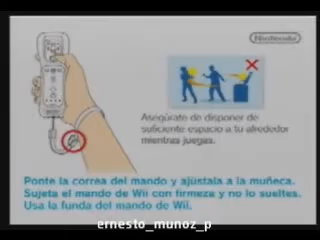 Nintendo
Asegúrate de disponer de
suficiente espacio a tu alrededor
mientras juegas.
Ponte la correa del mando y ajústala a la muñeca.
Sujeta el mando de Wii con firmeza y no lo sueltes.
Usa la funda del mando de Wii.
ernesto_munoz_p